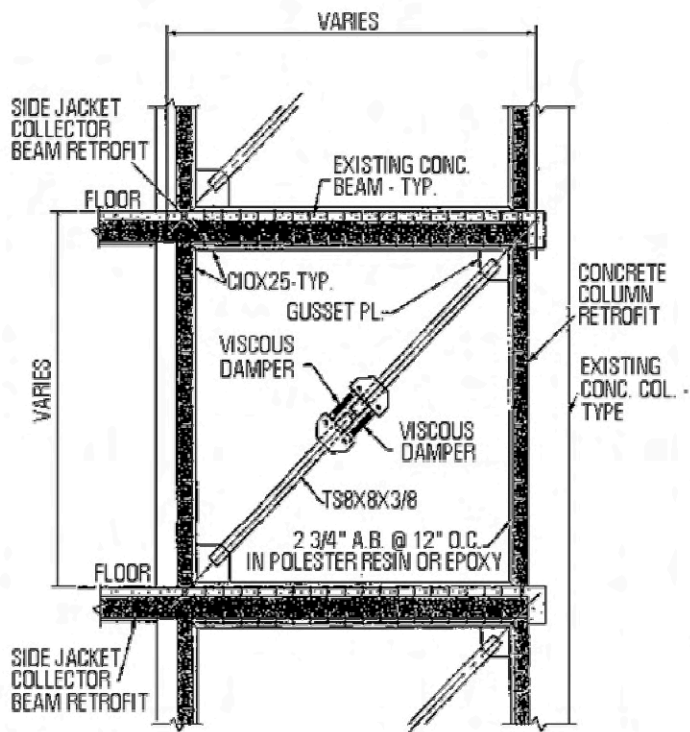 VARIES
SIDE JACKET
COLLECTOR
BEAM RETROFIT
EXISTING CONC.
BEAM - TYP.
FLOOR
C10X25-TYP.
GUSSET PL.
CONCRETE
COLUMN
RETROFIT
VISCOUS
DAMPER
EXISTING
CONC. COL. -
TYPE
VARIES
VISCOUS
DAMPER
TS8X8X3/8
2 3/4" A.B. @ 12" O.C.
IN POLESTER RESIN OR EPOXY
FLOOR
SIDE JACKET
COLLECTOR
BEAM RETROFIT